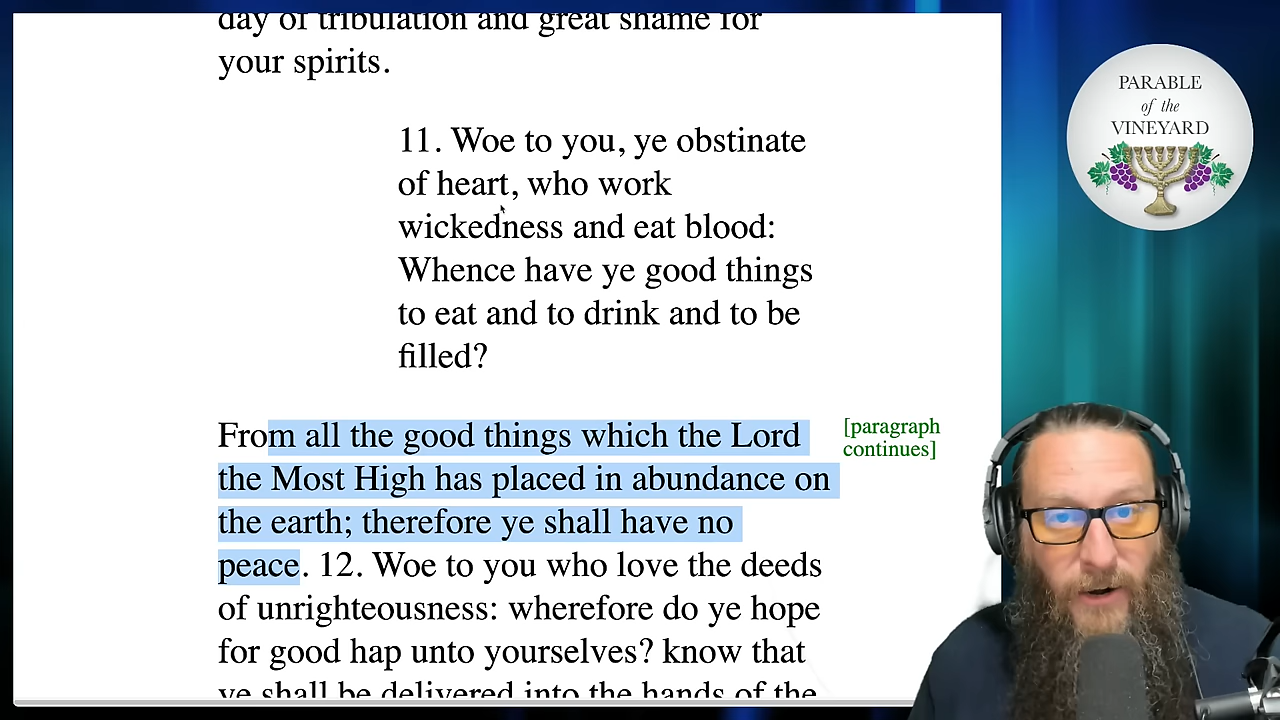 day of tribulation and great shame for
your spirits.
11. Woe to you, ye obstinate
of heart, who work
wickedness and eat blood:
Whence have ye good things
to eat and to drink and to be
filled?
From all the good things which the Lord
the Most High has placed in abundance on
the earth; therefore ye shall have no
peace. 12. Woe to you who love the deeds
of unrighteousness: wherefore do ye hope
for good hap unto yourselves? know that
ye shall be delivered into the hands of the
[paragraph
continues]
PARABLE
of the
VINEYARD